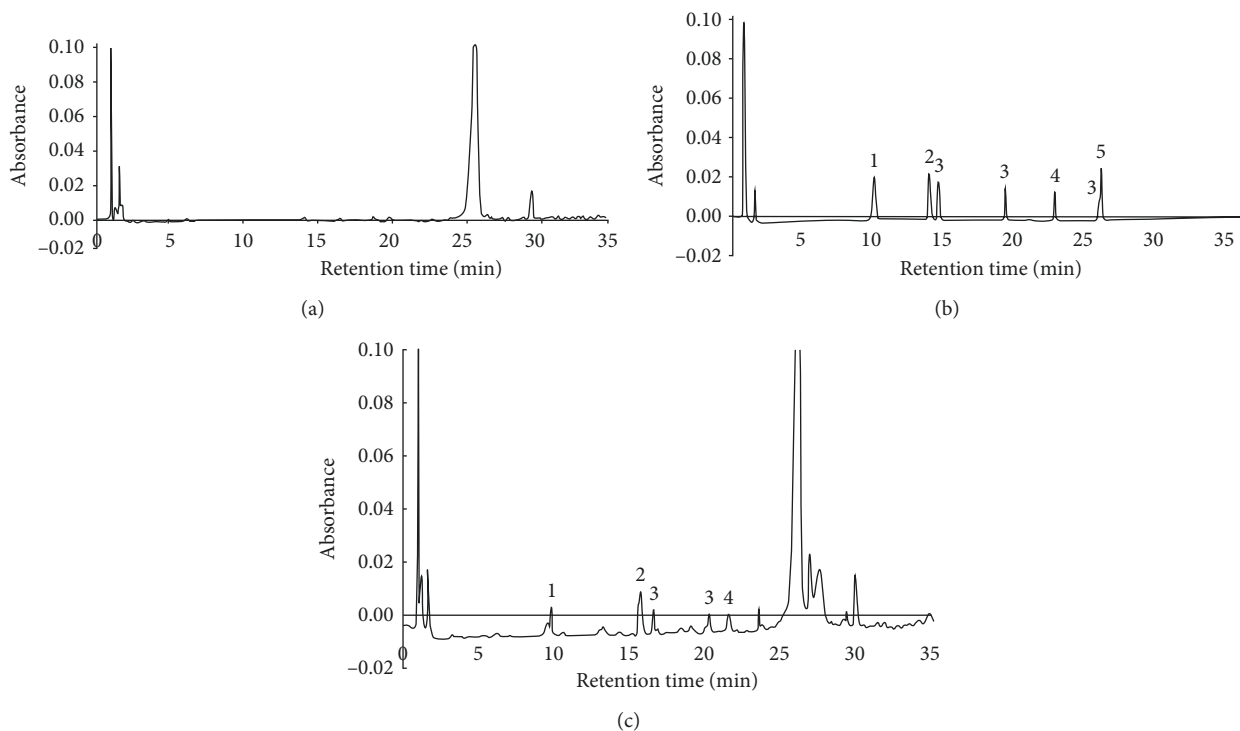 0.10
0.08
0.06
0.04
0.02
0.00
−0.02
Absorbance
0 5 10 15 20 25 30 35
Retention time (min)
(a)
0.10
0.08
0.06
0.04
0.02
0.00
−0.02
Absorbance
1 2 3 3 4 3 5
5 10 15 20 25 30 35
Retention time (min)
(b)
0.10
0.08
0.06
0.04
0.02
0.00
−0.02
Absorbance
1 2 3 3 4
0 5 10 15 20 25 30 35
Retention time (min)
(c)